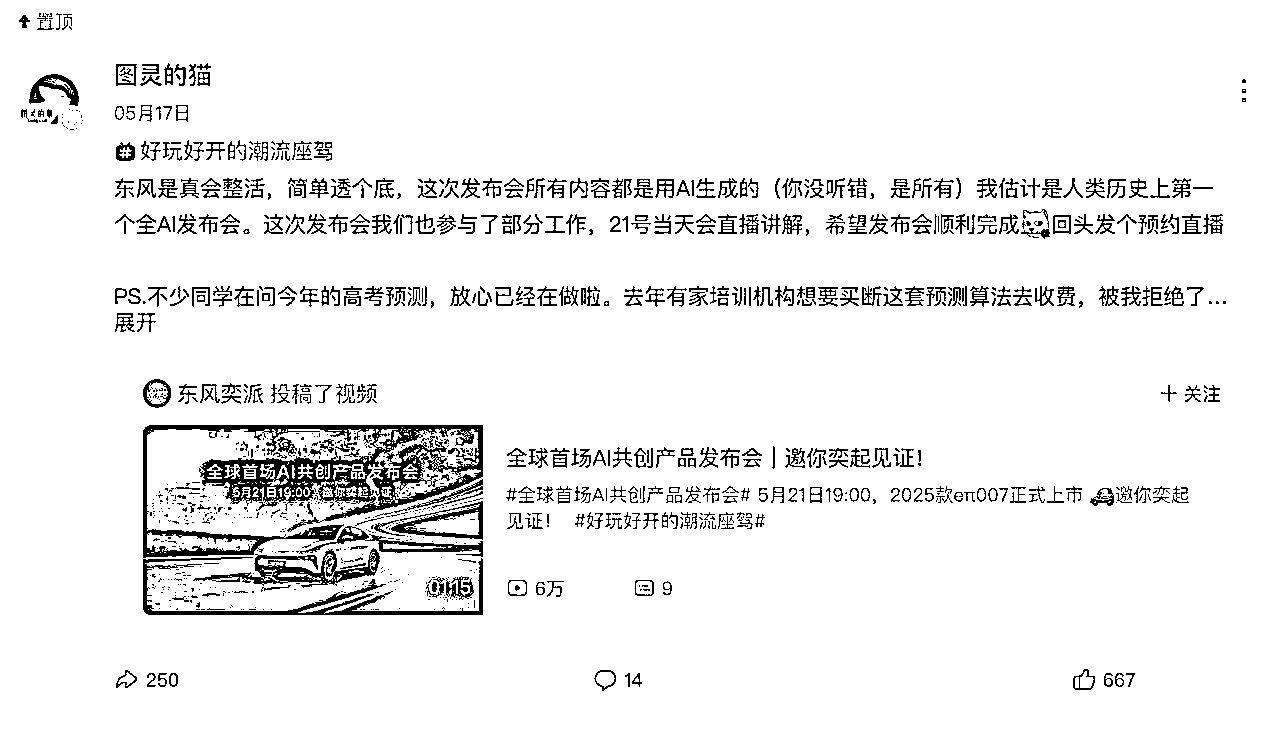 置顶
图灵的猫
05月17日
好玩好开的潮流座驾
东风是真会整活，简单透个底，这次发布会所有内容都是用AI生成的（你没听错，是所有）我估计是人类历史上第一
个全AI发布会。这次发布会我们也参与了部分工作，21号当天会直播讲解，希望发布会顺利完成回头发个预约直播
PS.不少同学在问今年的高考预测，放心已经在做啦。去年有家培训机构想要买断这套预测算法去收费，被我拒绝了...
展开
东风奕派 投稿了视频
+ 关注
全球首场AI共创产品发布会
5月21日19:00 邀你奕起见证
01:15
全球首场AI共创产品发布会｜邀你奕起见证！
#全球首场AI共创产品发布会# 5月21日19:00，2025款eπ007正式上市 邀你奕起
见证！ #好玩好开的潮流座驾#
6万
9
250
14
667